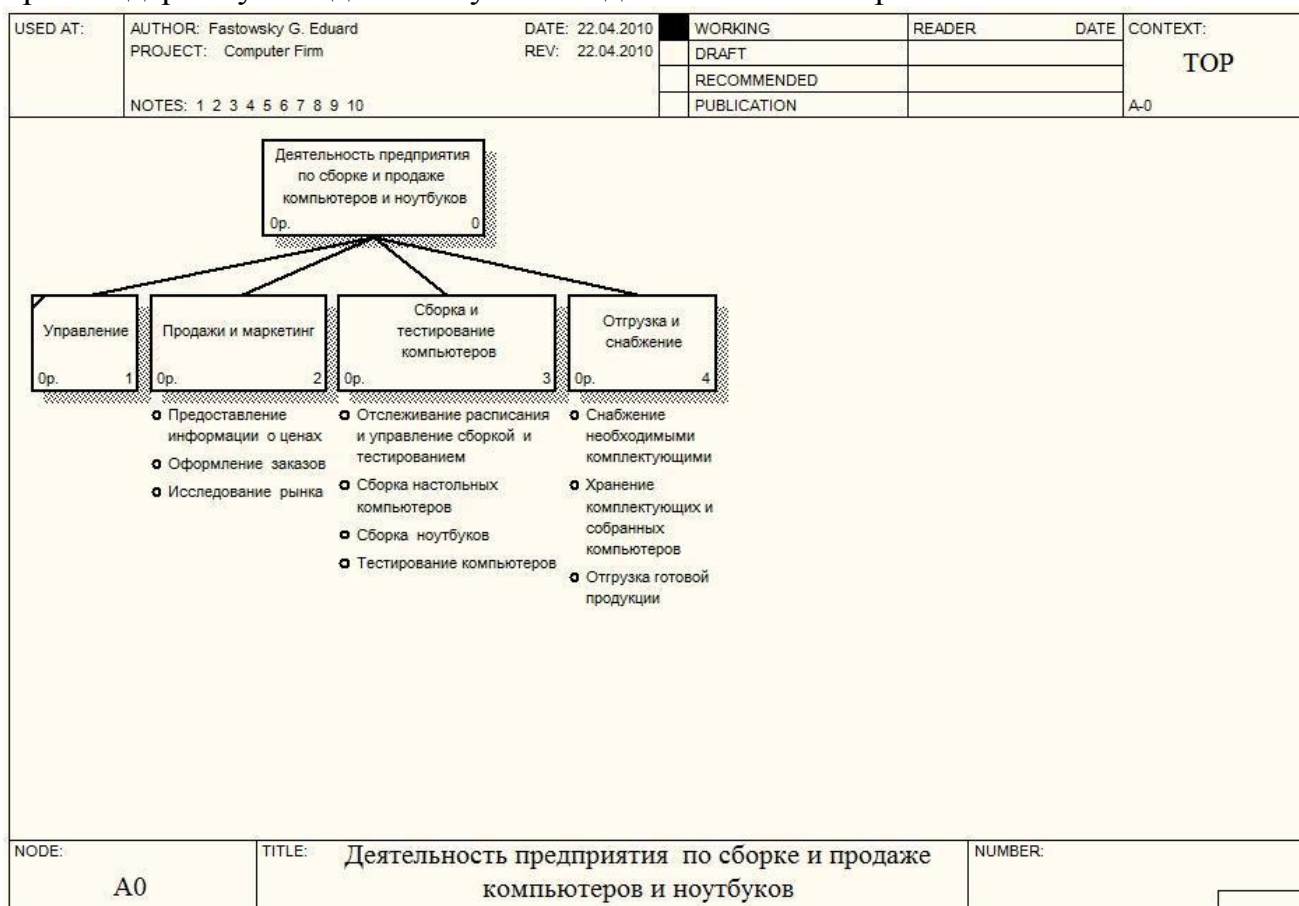 USED AT:
AUTHOR: Fastowsky G. Eduard
DATE: 22.04.2010
PROJECT: Computer Firm
REV: 22.04.2010
NOTES: 1 2 3 4 5 6 7 8 9 10
WORKING
DRAFT
RECOMMENDED
PUBLICATION
READER DATE
CONTEXT:
TOP
A-0
Деятельность предприятия
по сборке и продаже
компьютеров и ноутбуков
0р. 0
Управление
0р. 1
Продажи и маркетинг
0р. 2
Сборка и
тестирование
компьютеров
0р. 3
Отгрузка и
снабжение
0р. 4
Предоставление
информации о ценах
Оформление заказов
Исследование рынка
Отслеживание расписания
и управление сборкой и
тестированием
Сборка настольных
компьютеров
Сборка ноутбуков
Тестирование компьютеров
Снабжение
необходимыми
комплектующими
Хранение
комплектующих и
собранных
компьютеров
Отгрузка готовой
продукции
NODE:
A0
TITLE:
Деятельность предприятия по сборке и продаже
компьютеров и ноутбуков
NUMBER: